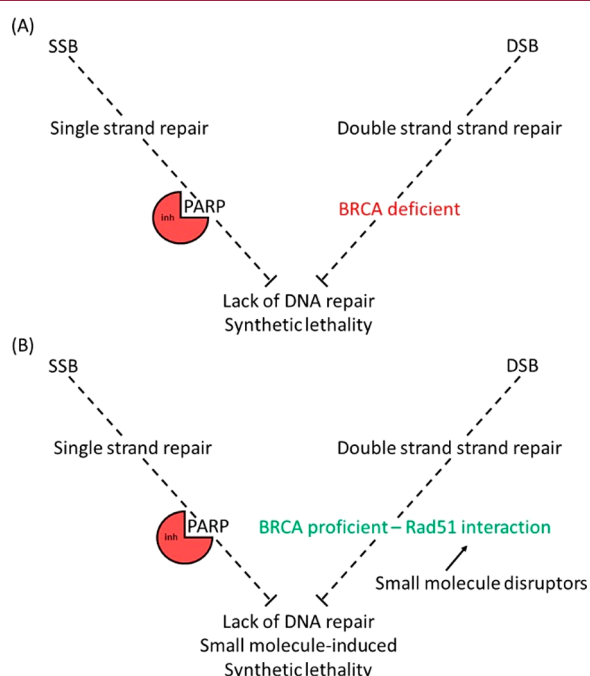 (A)
SSB
DSB
Single strand repair
Double strand strand repair
inh
PARP
BRCA deficient
Lack of DNA repair
Synthetic lethality
(B)
SSB
DSB
Single strand repair
Double strand strand repair
inh
PARP
BRCA proficient – Rad51 interaction
Small molecule disruptors
Lack of DNA repair
Small molecule-induced
Synthetic lethality